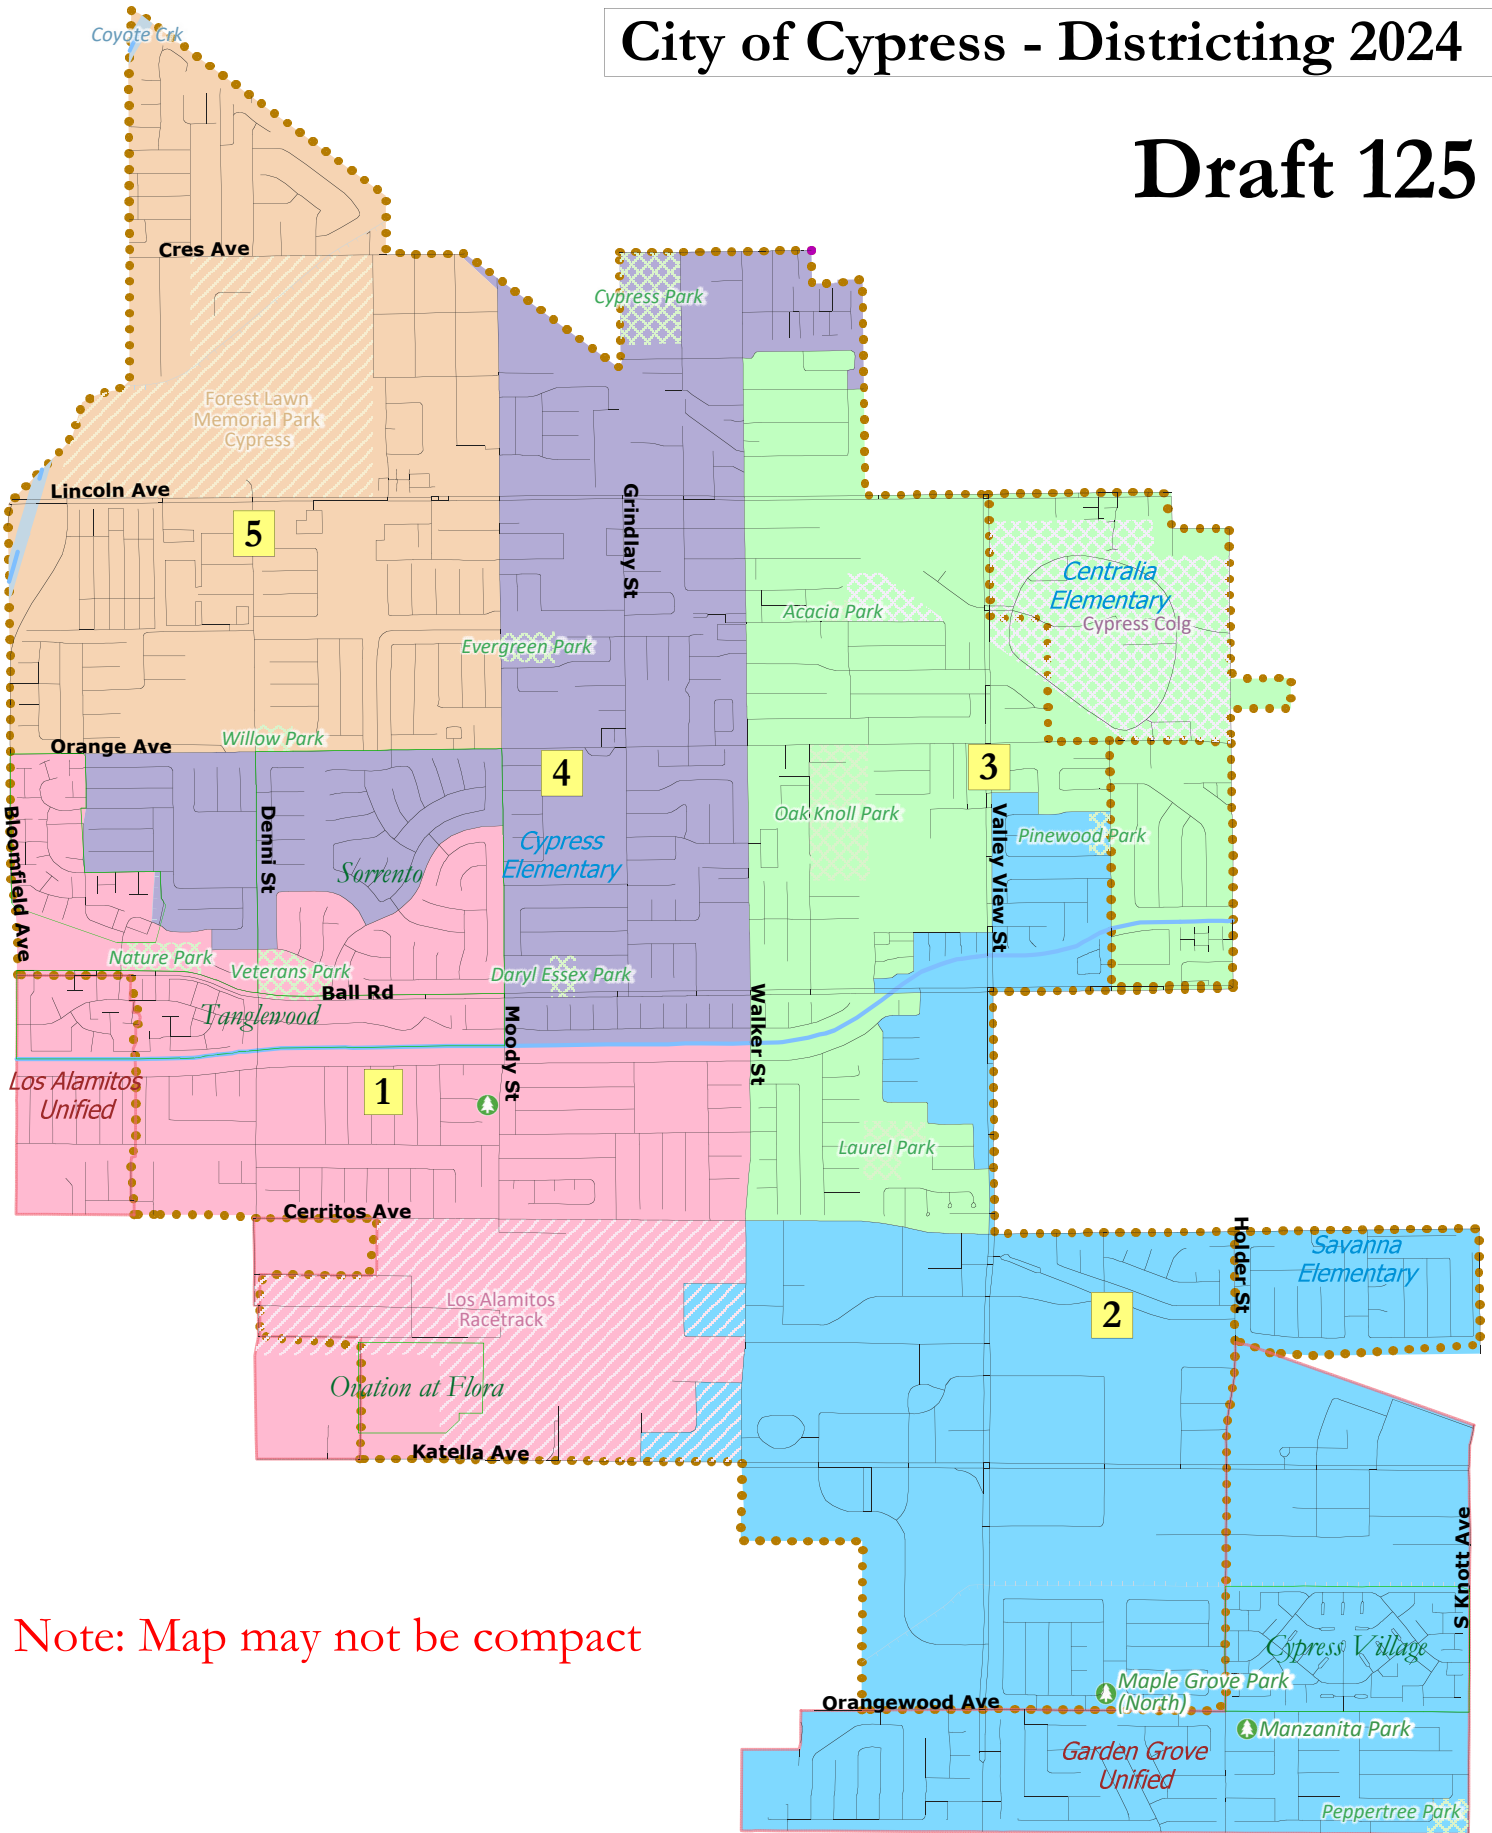 City of Cypress - Districting 2024
Coyote Crk
Draft 125
Cres Ave
Cypress Park
Forest Lawn
Memorial Park
Cypress
Lincoln Ave
Grindlay St
5
Centralia
Elementary
Acacia Park
Cypress Colg
Evergreen Park
Willow Park
Orange Ave
4
3
Bloomfield Ave
Denni St
Oak Knoll Park
Valley View St
Pinewood Park
Cypress
Elementary
Sorrento
Nature Park
Veterans Park
Daryl Essex Park
Ball Rd
Tanglewood
Moody St
Walker St
Los Alamitos
Unified
1
Laurel Park
Cerritos Ave
Holder St
Savanna
Elementary
Los Alamitos
Racetrack
2
Ovation at Flora
Katella Ave
S Knott Ave
Note: Map may not be compact
Cypress Village
Maple Grove Park
(North)
Orangewood Ave
Manzanita Park
Garden Grove
Unified
Peppertree Park